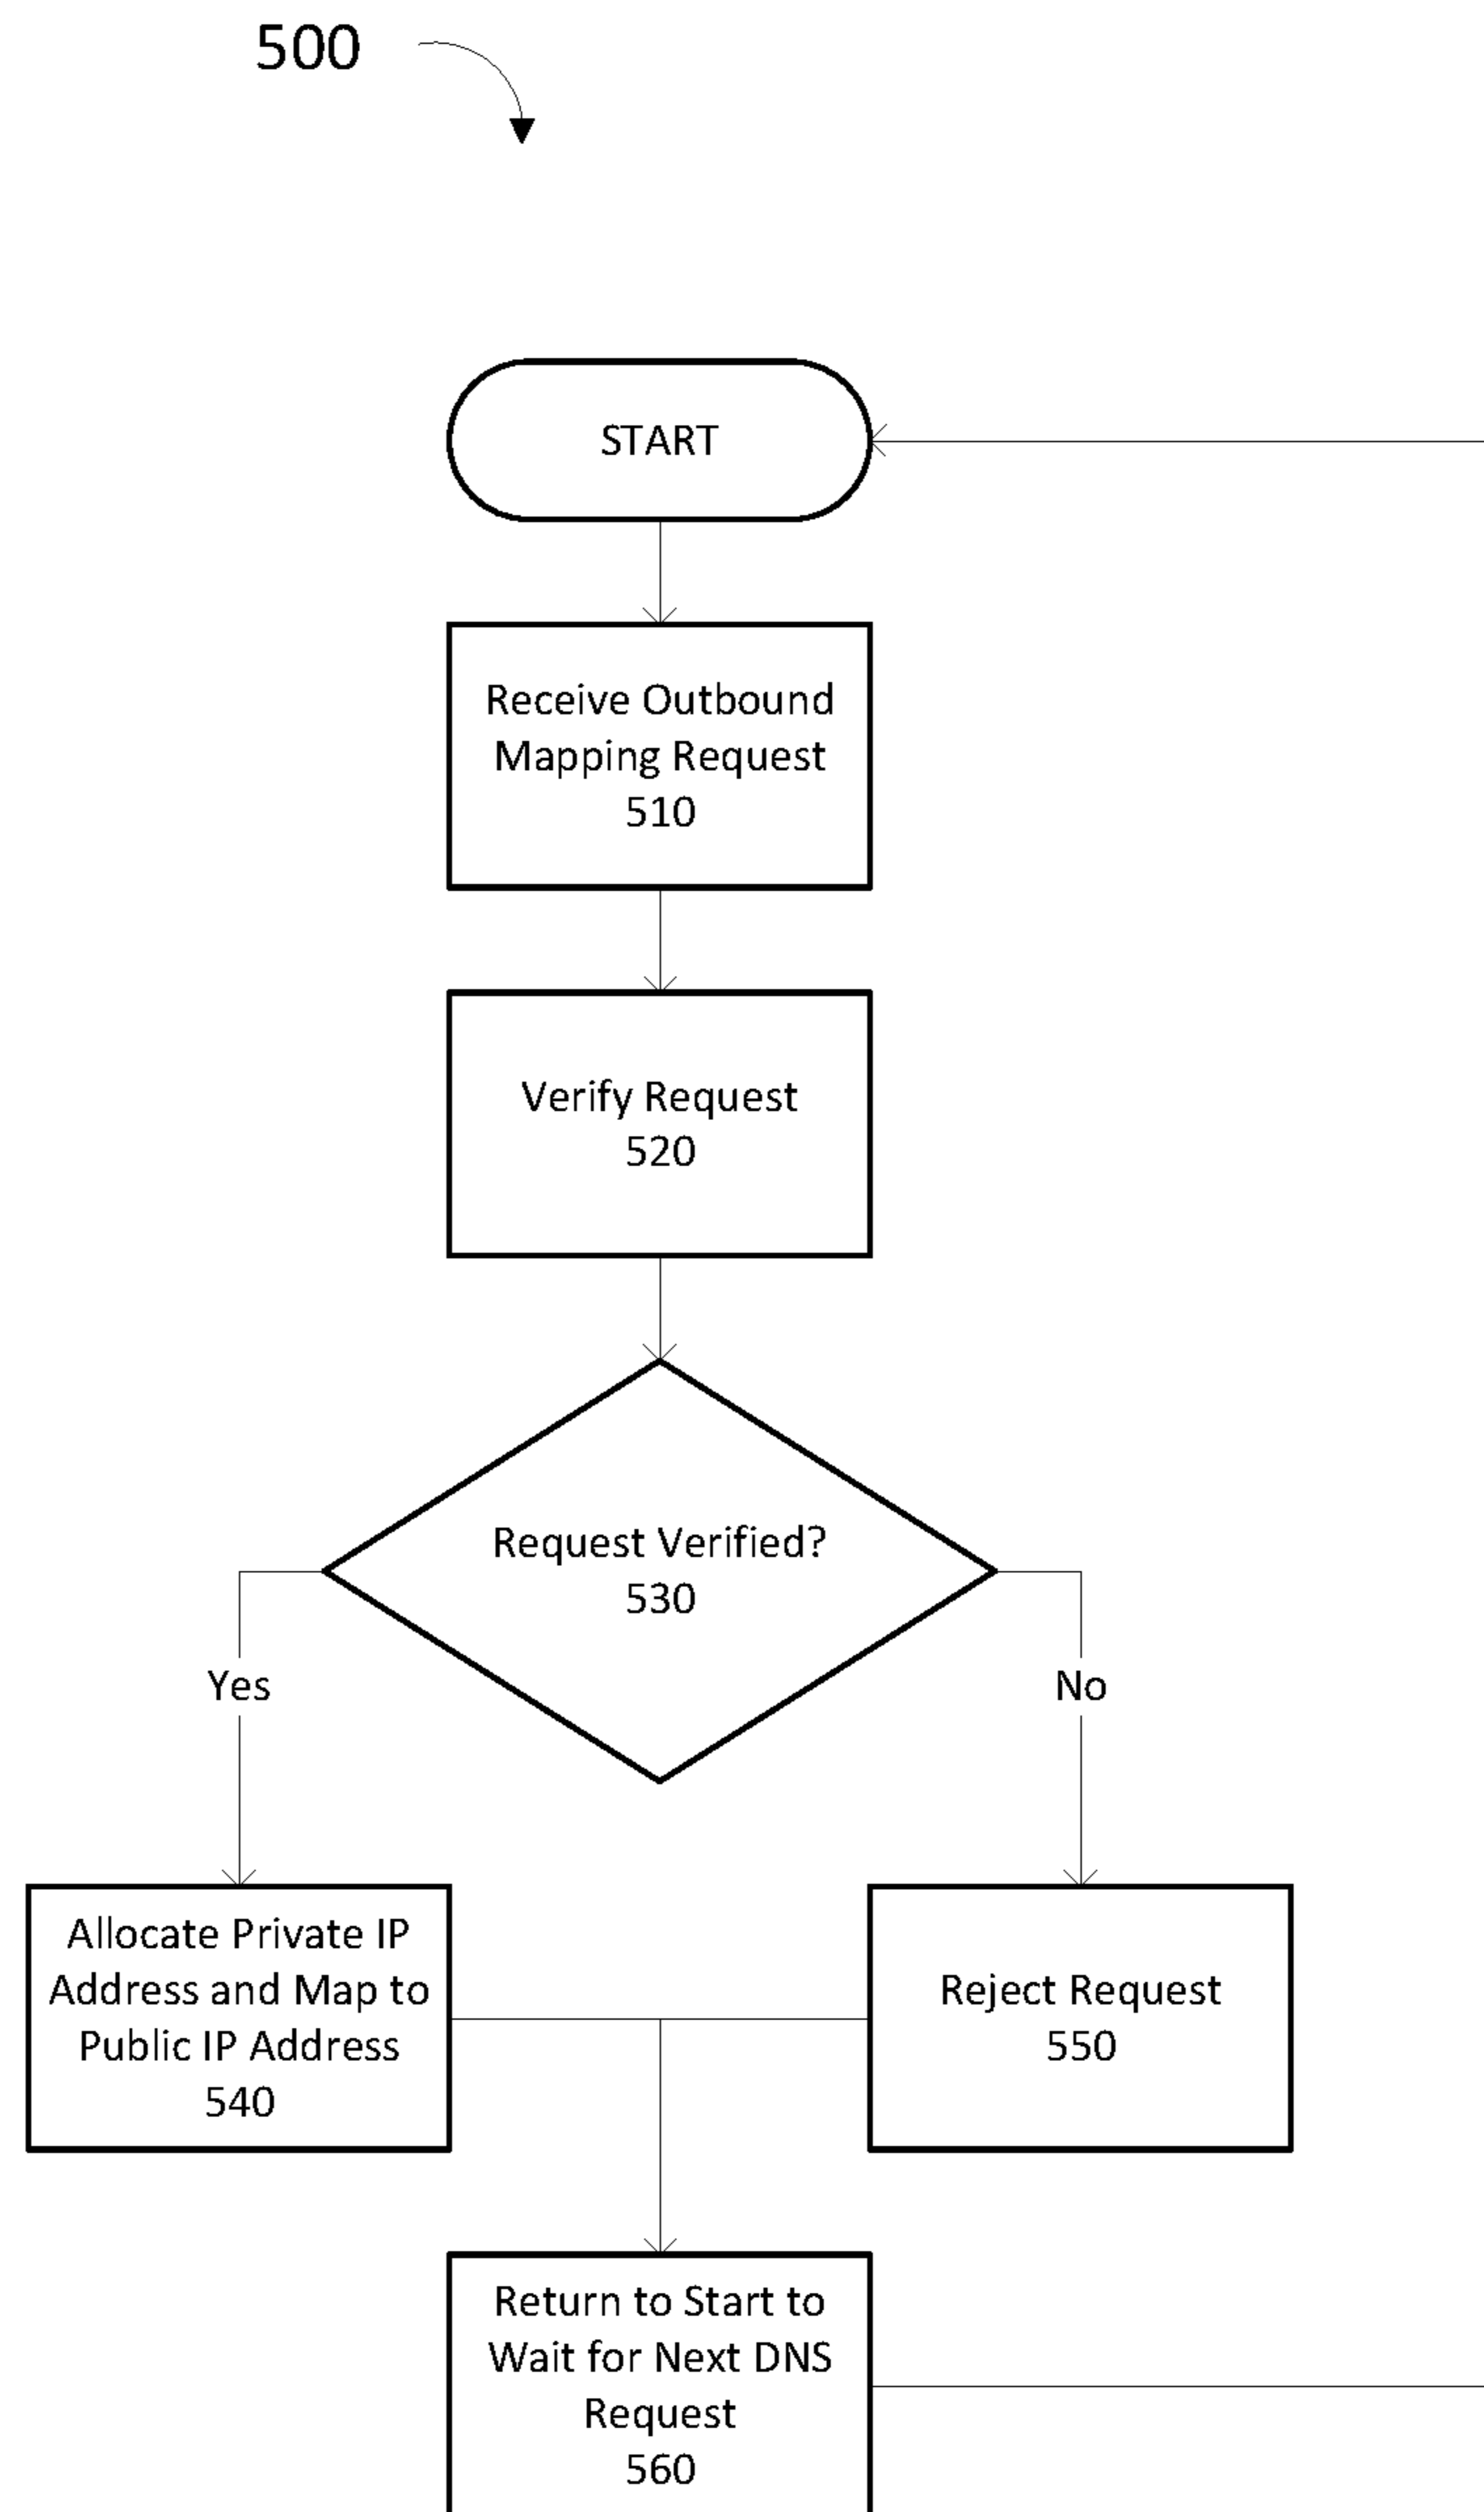 500
START
Receive Outbound
Mapping Request
510
Verify Request
520
Request Verified?
530
Yes
No
Allocate Private IP
Address and Map to
Public IP Address
540
Reject Request
550
Return to Start to
Wait for Next DNS
Request
560